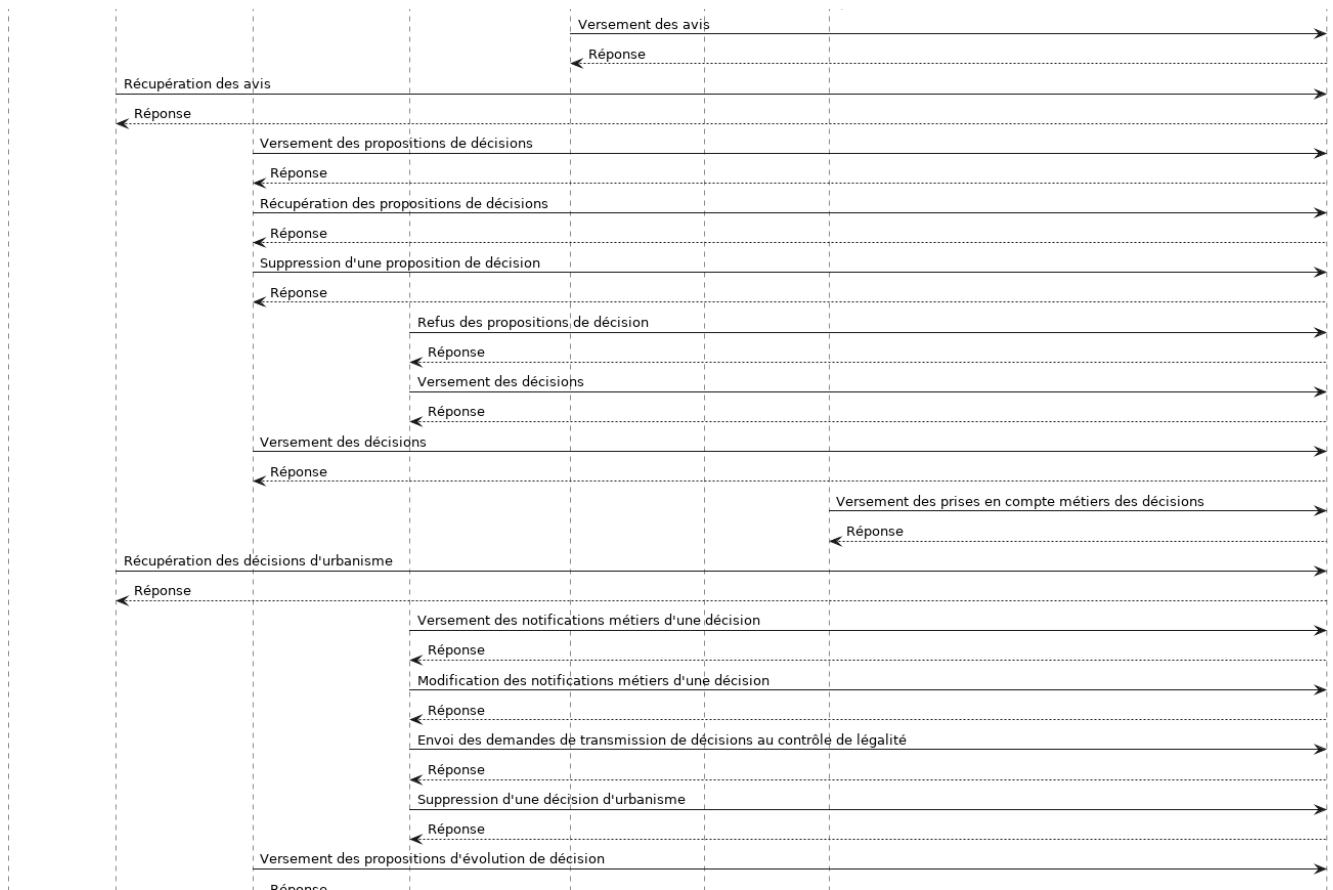 Versement des avis
Réponse
Récupération des avis
Réponse
Versement des propositions de décisions
Réponse
Récupération des propositions de décisions
Réponse
Suppression d'une proposition de décision
Réponse
Refus des propositions de décision
Réponse
Versement des décisions
Réponse
Versement des décisions
Réponse
Versement des prises en compte métiers des décisions
Réponse
Récupération des décisions d'urbanisme
Réponse
Versement des notifications métiers d'une décision
Réponse
Modification des notifications métiers d'une décision
Réponse
Envoi des demandes de transmission de décisions au contrôle de légalité
Réponse
Suppression d'une décision d'urbanisme
Réponse
Versement des propositions d'évolution de décision
Réponse